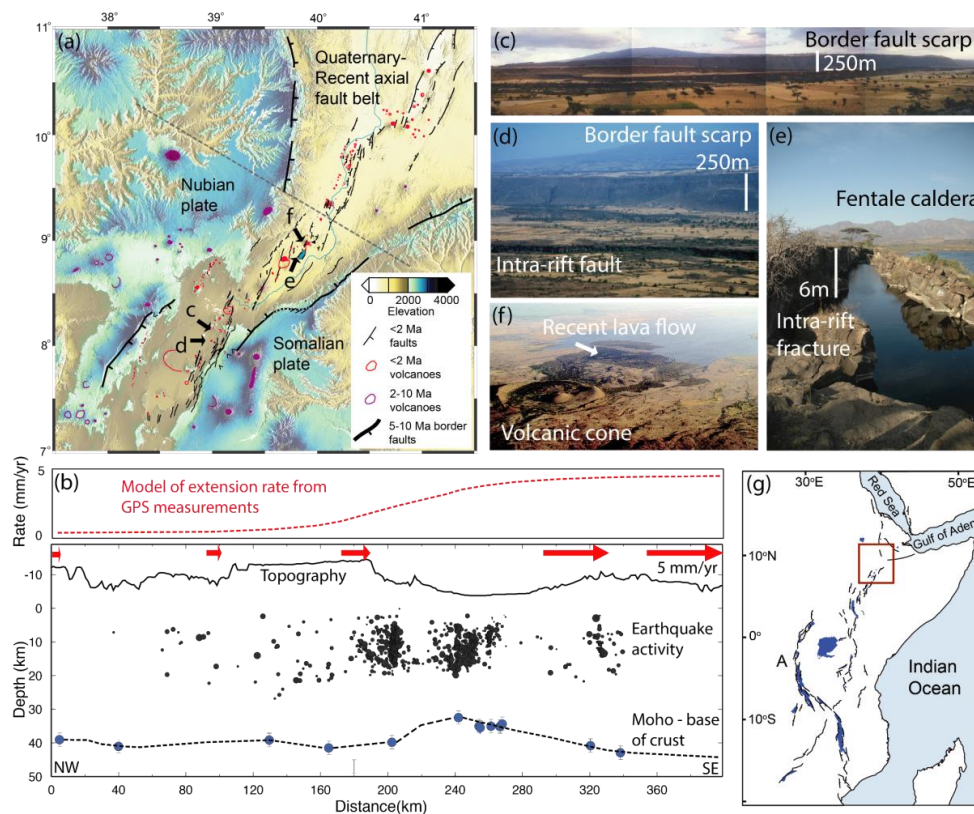 (a)
38°
39°
40°
41°
11°
10°
9°
8°
7°
Quaternary-
Recent axial
fault belt
Nubian
plate
f
e
c
d
Somalian
plate
0 2000 4000
Elevation
<2 Ma
faults
<2 Ma
volcanoes
2-10 Ma
volcanoes
5-10 Ma border
faults
(b)
Rate (mm/yr)
5
0
Model of extension rate from
GPS measurements
5 mm/yr
Topography
Earthquake
activity
Moho - base
of crust
Depth (km)
-10
0
10
20
30
40
50
NW
SE
0 40 80 120 160 200 240 280 320 360
Distance(km)
(c)
Border fault scarp
250m
(d)
Border fault scarp
250m
Intra-rift fault
(e)
Fentale caldera
6m
Intra-rift
fracture
(f)
Recent lava flow
Volcanic cone
(g)
30°E
50°E
Red Sea
Gulf of Aden
10°N
0°
A
10°S
Indian
Ocean